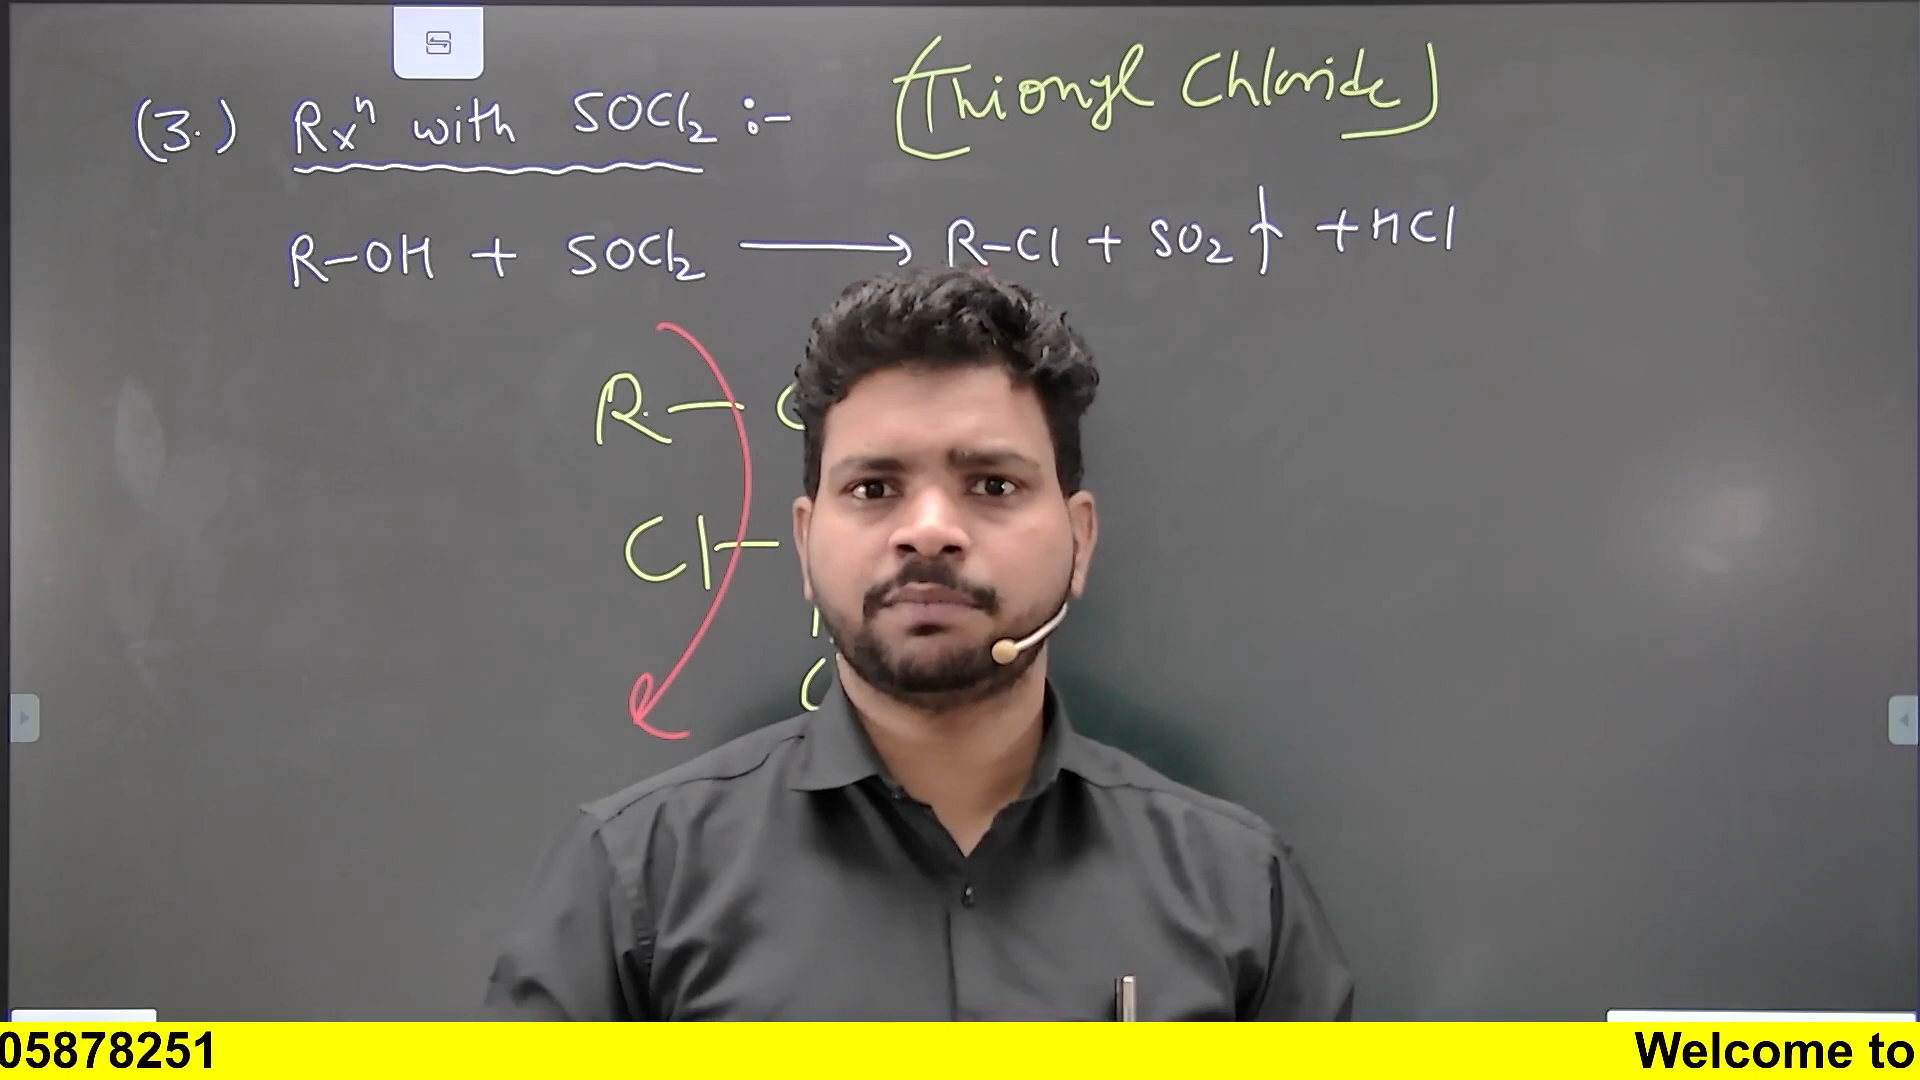 (3.) Rxⁿ with SOCl₂ :- (Thionyl Chloride)
R-OH + SOCl₂ ⟶ R-Cl + SO₂↑ + HCl
R —
Cl —
05878251
Welcome to